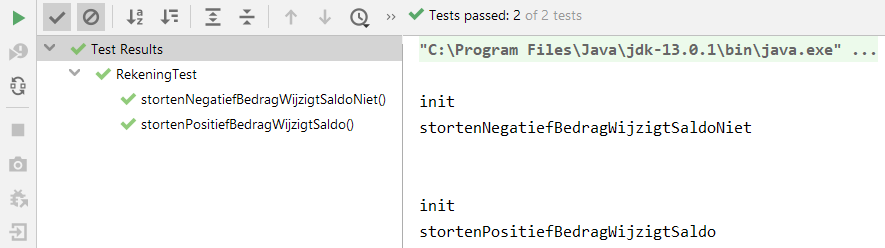 Tests passed: 2 of 2 tests
Test Results
RekeningTest
stortenNegatiefBedragWijzigtSaldoNiet()
stortenPositiefBedragWijzigtSaldo()
"C:\Program Files\Java\jdk-13.0.1\bin\java.exe" ...
init
stortenNegatiefBedragWijzigtSaldoNiet
init
stortenPositiefBedragWijzigtSaldo